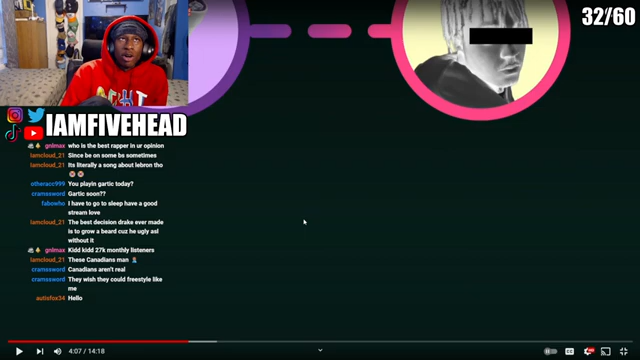 32/60
IAMFIVEHEAD
gnlmax who is the best rapper in ur opinion
Iamcloud_21 Since be on some bs sometimes
Iamcloud_21 Its literally a song about lebron tho
otheracc999 You playin gartic today?
cramssword Gartic soon??
fabowho I have to go to sleep have a good
stream love
Iamcloud_21 The best decision drake ever made
is to grow a beard cuz he ugly asl
without it
gnlmax Kidd kidd 27k monthly listeners
Iamcloud_21 These Canadians man
cramssword Canadians aren't real
cramssword They wish they could freestyle like
me
autisfox34 Hello
4:07 / 14:18